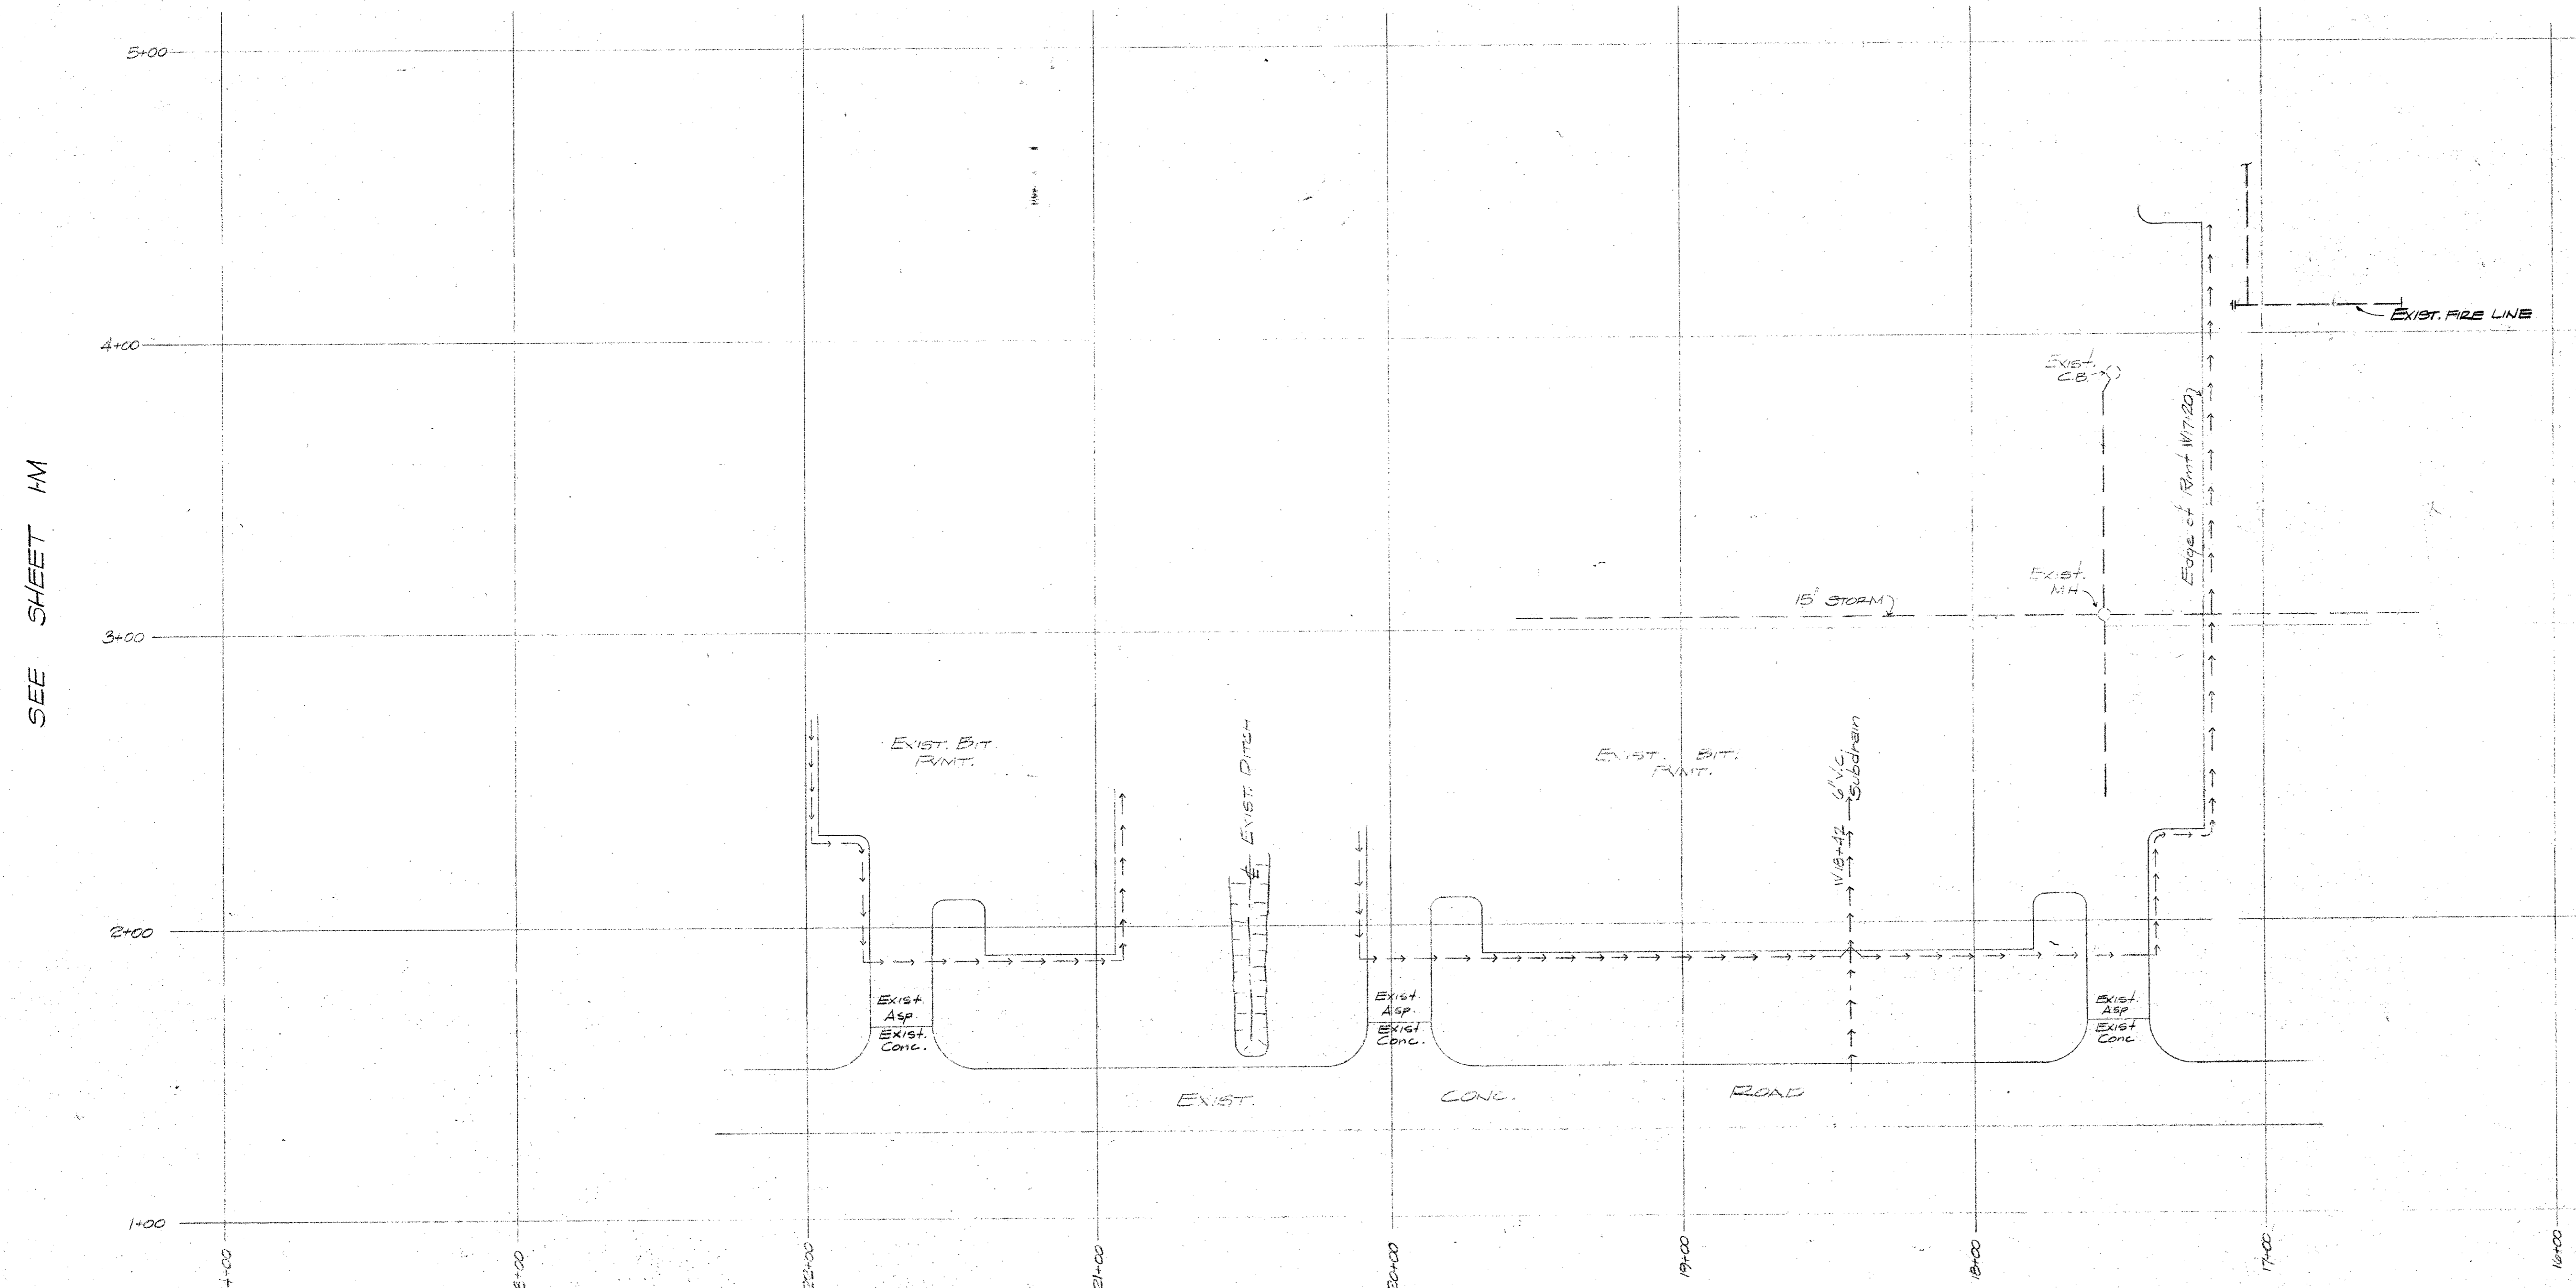 5+00
4+00
3+00
2+00
1+00
SEE SHEET 1-M
EXIST. FIRE LINE
Exist.
C.B.
Exist.
MH
15" STORM
EXIST. BIT.
PVMT.
EXIST. DITCH
EXIST. BIT.
PVMT.
W18+42
6" V.C.
Subdrain
Exist.
Asp.
Exist.
Conc.
Exist.
Asp.
Exist.
Conc.
Exist.
Asp
Exist
Conc
EXIST. CONC. ROAD
Edge of Pvmt W17+20
22+00
21+00
20+00
19+00
18+00
17+00
16+00